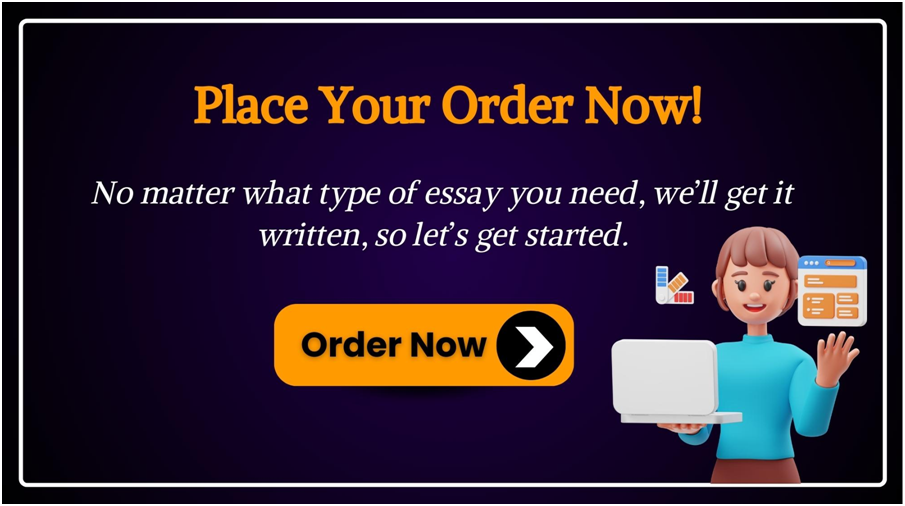 Place Your Order Now!
No matter what type of essay you need, we’ll get it
written, so let’s get started.
Order Now